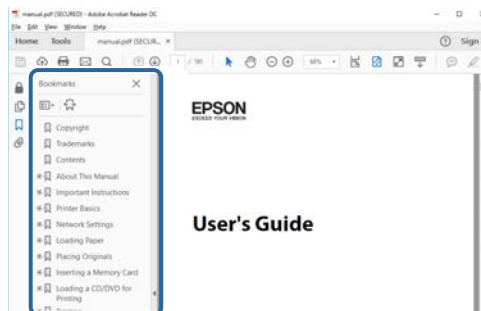 manual.pdf (SECURED) - Adobe Acrobat Reader DC
File Edit View Window Help
Home Tools manual.pdf (SECUR... ×
Sign
1 / 191
Bookmarks
EPSON
EXCEED YOUR VISION
Copyright
Trademarks
Contents
About This Manual
Important Instructions
Printer Basics
Network Settings
User's Guide
Loading Paper
Placing Originals
Inserting a Memory Card
Loading a CD/DVD for
Printing